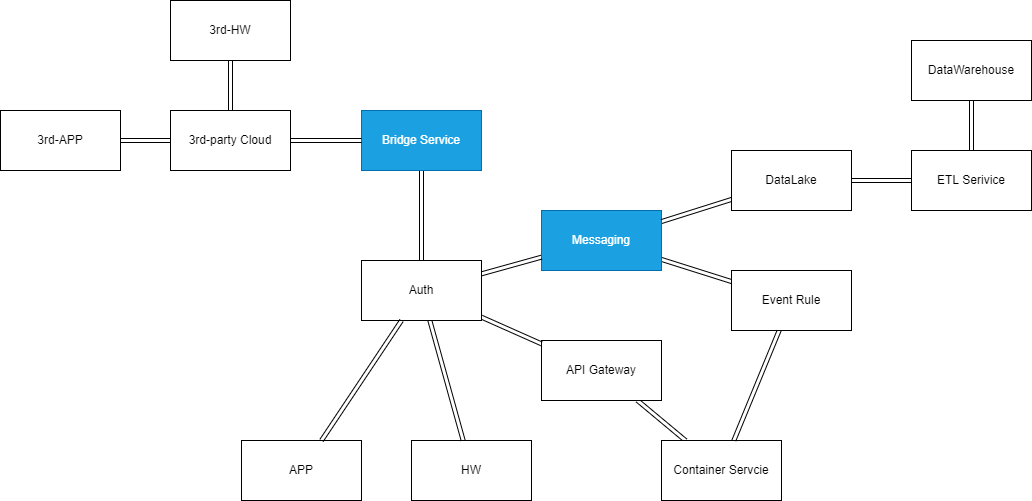 3rd-HW
DataWarehouse
3rd-APP
3rd-party Cloud
Bridge Service
DataLake
ETL Serivice
Messaging
Auth
Event Rule
API Gateway
APP
HW
Container Servcie